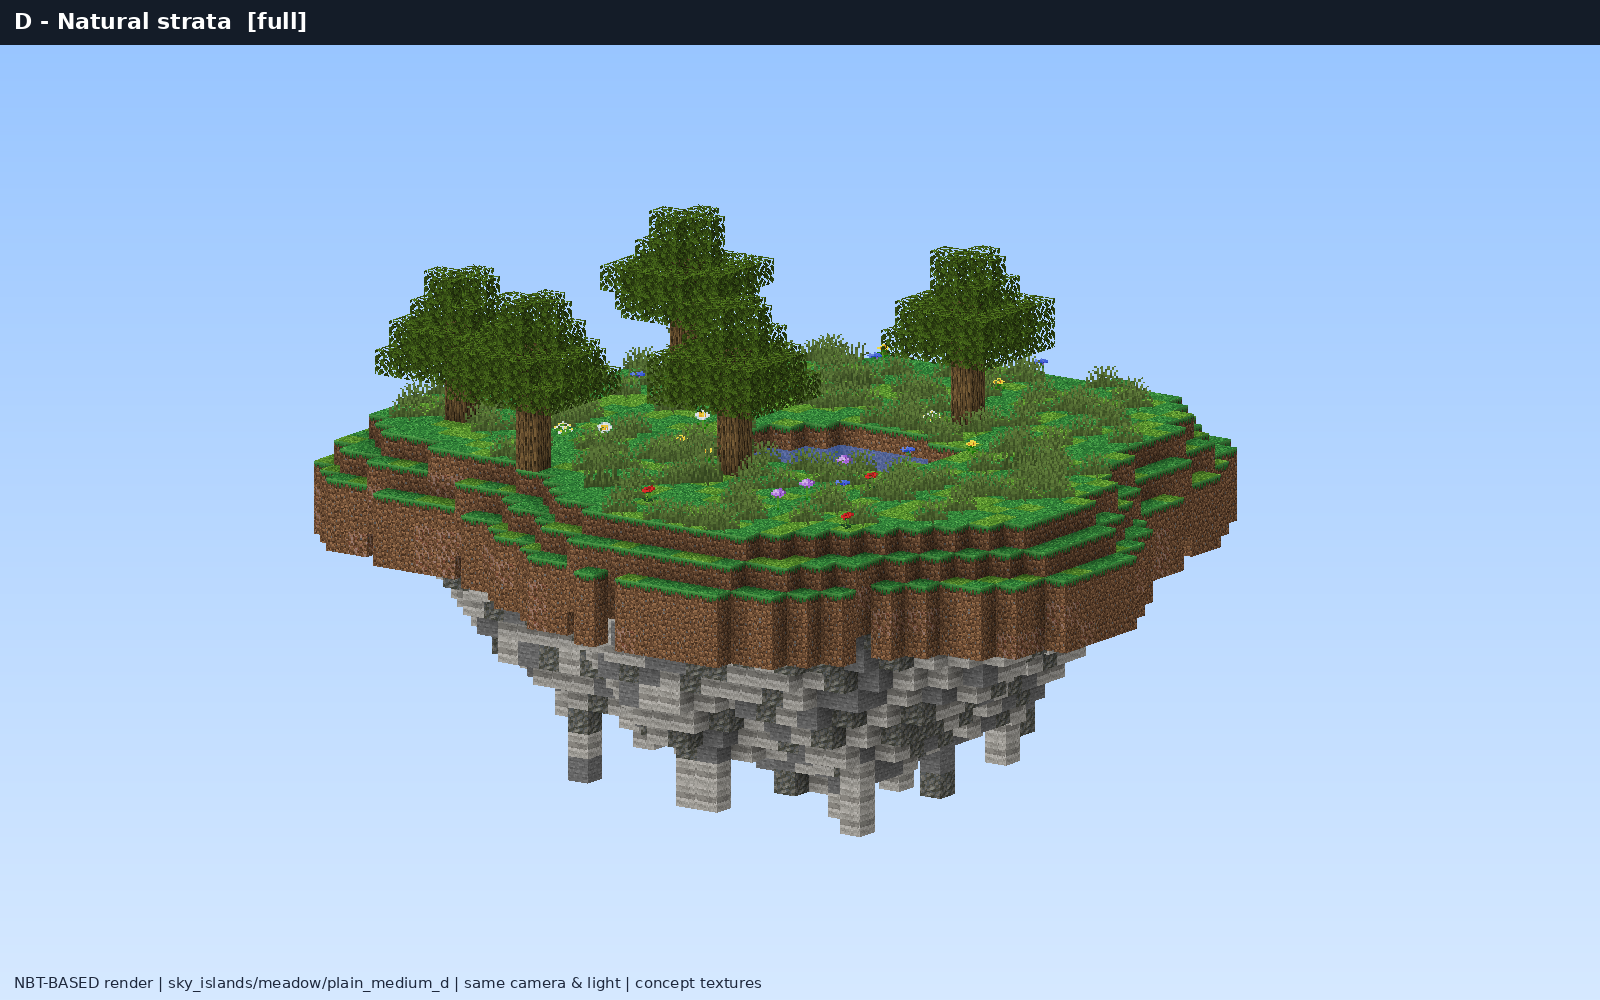 D - Natural strata [full]
NBT-BASED render | sky_islands/meadow/plain_medium_d | same camera & light | concept textures